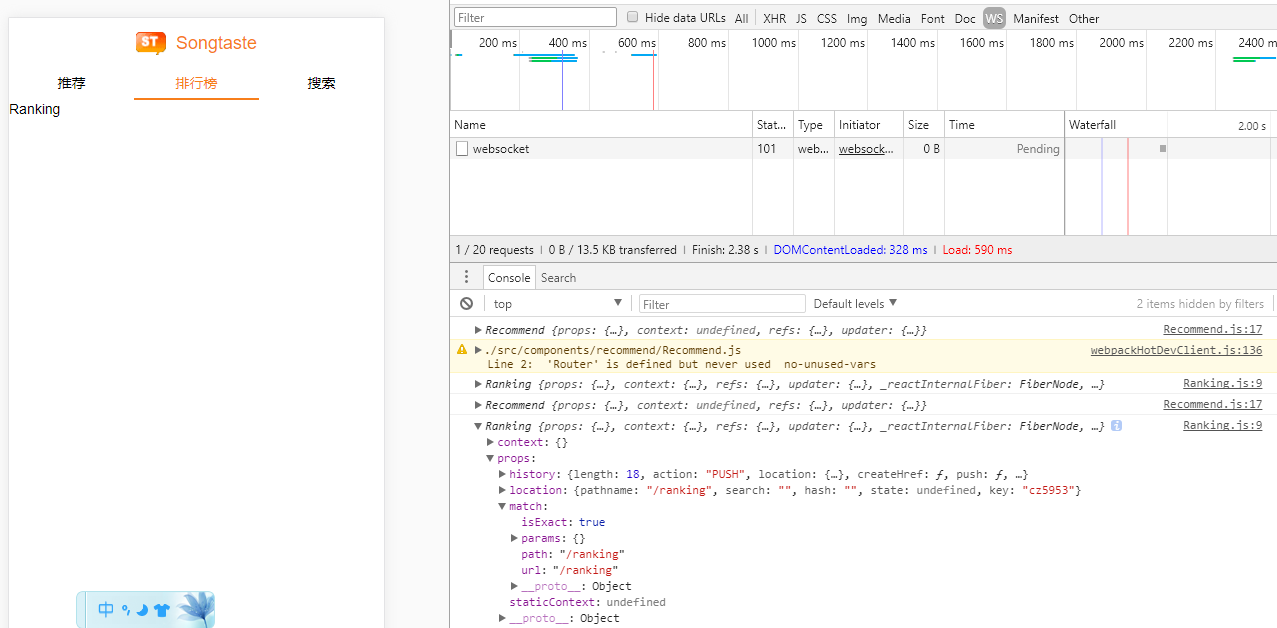 ST Songtaste
推荐 排行榜 搜索
Ranking
中
Filter Hide data URLs All XHR JS CSS Img Media Font Doc WS Manifest Other
200 ms 400 ms 600 ms 800 ms 1000 ms 1200 ms 1400 ms 1600 ms 1800 ms 2000 ms 2200 ms 2400 m
Name Stat... Type Initiator Size Time Waterfall 2.00 s
websocket 101 web... websock... 0 B Pending
1 / 20 requests | 0 B / 13.5 KB transferred | Finish: 2.38 s | DOMContentLoaded: 328 ms | Load: 590 ms
Console Search
top Filter Default levels 2 items hidden by filters
Recommend {props: {…}, context: undefined, refs: {…}, updater: {…}} Recommend.js:17
./src/components/recommend/Recommend.js webpackHotDevClient.js:136
Line 2: 'Router' is defined but never used no-unused-vars
Ranking {props: {…}, context: {…}, refs: {…}, updater: {…}, _reactInternalFiber: FiberNode, …} Ranking.js:9
Recommend {props: {…}, context: undefined, refs: {…}, updater: {…}} Recommend.js:17
Ranking {props: {…}, context: {…}, refs: {…}, updater: {…}, _reactInternalFiber: FiberNode, …} Ranking.js:9
context: {}
props:
history: {length: 18, action: "PUSH", location: {…}, createHref: ƒ, push: ƒ, …}
location: {pathname: "/ranking", search: "", hash: "", state: undefined, key: "cz5953"}
match:
isExact: true
params: {}
path: "/ranking"
url: "/ranking"
__proto__: Object
staticContext: undefined
__proto__: Object